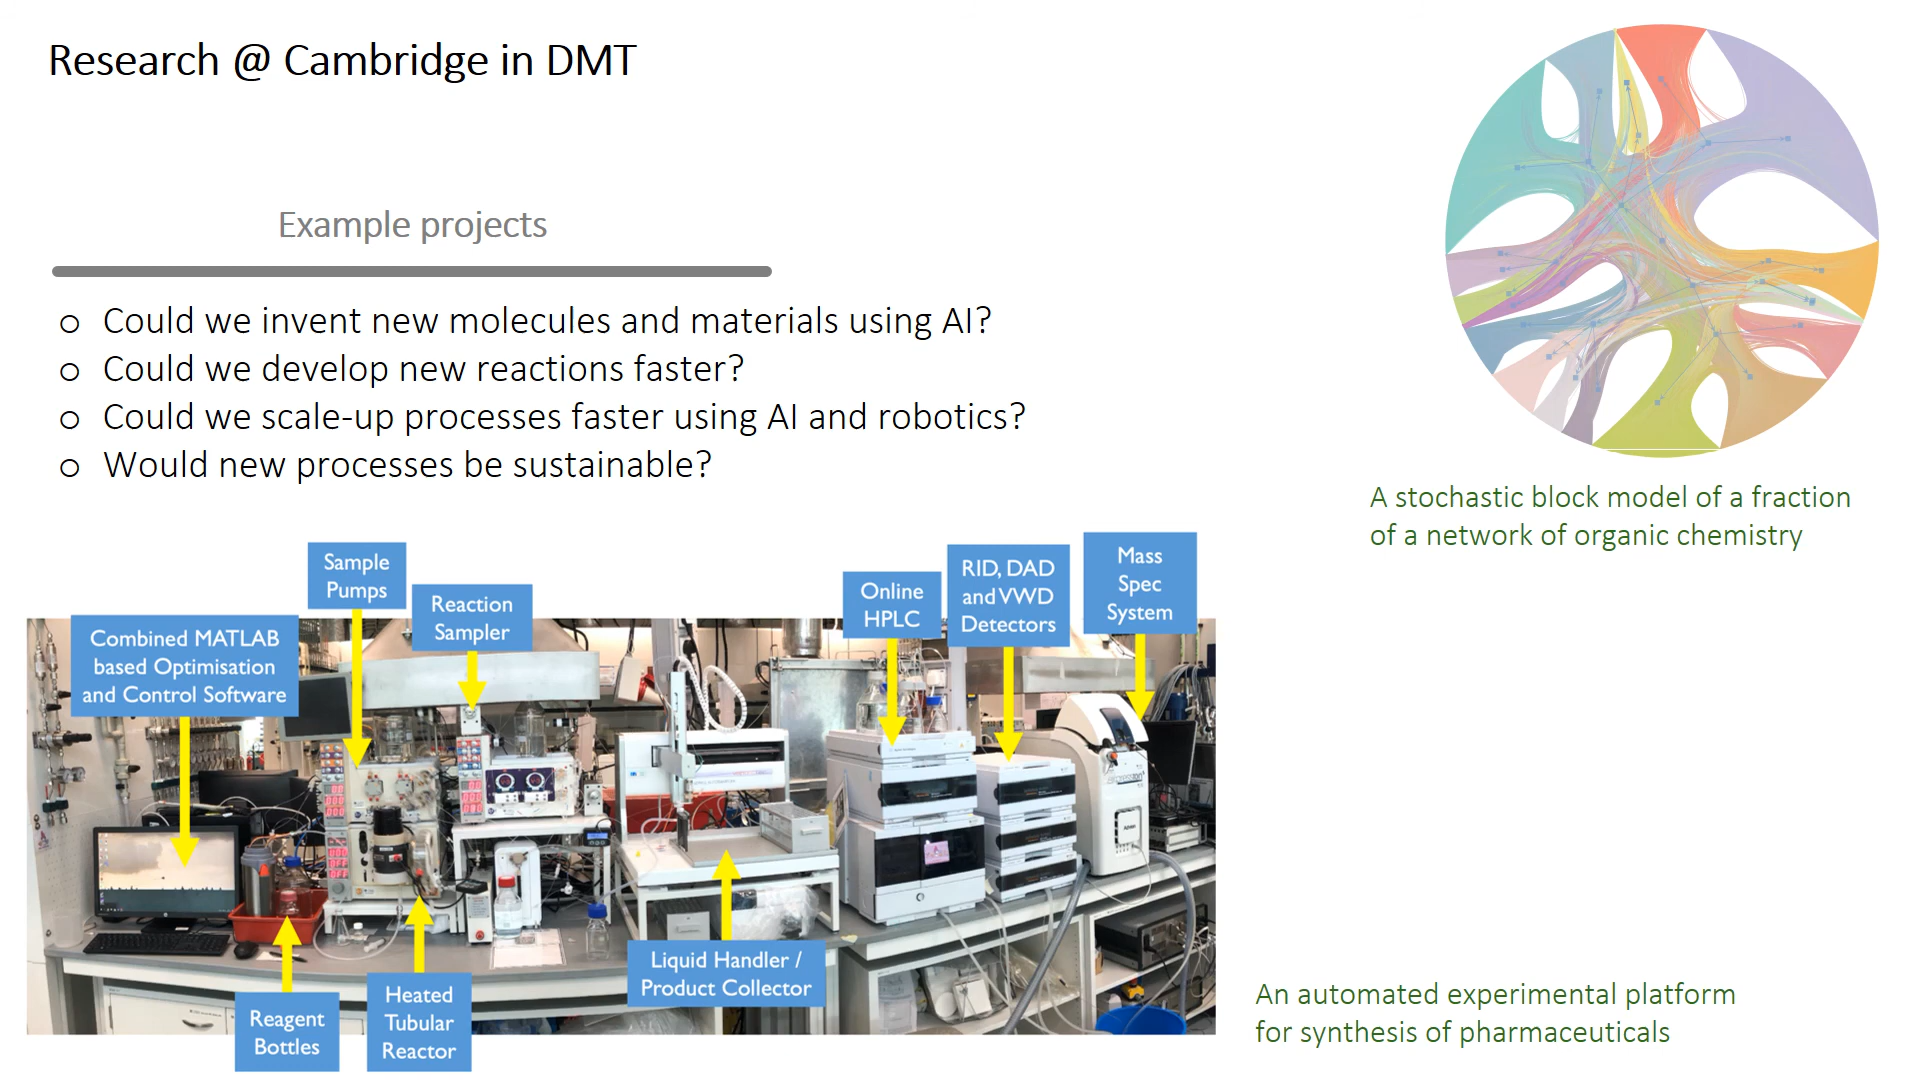 Research @ Cambridge in DMT
Example projects
o Could we invent new molecules and materials using AI?
o Could we develop new reactions faster?
o Could we scale-up processes faster using AI and robotics?
o Would new processes be sustainable?
A stochastic block model of a fraction
of a network of organic chemistry
Combined MATLAB
based Optimisation
and Control Software
Sample
Pumps
Reaction
Sampler
Online
HPLC
RID, DAD
and VWD
Detectors
Mass
Spec
System
Reagent
Bottles
Heated
Tubular
Reactor
Liquid Handler /
Product Collector
An automated experimental platform
for synthesis of pharmaceuticals